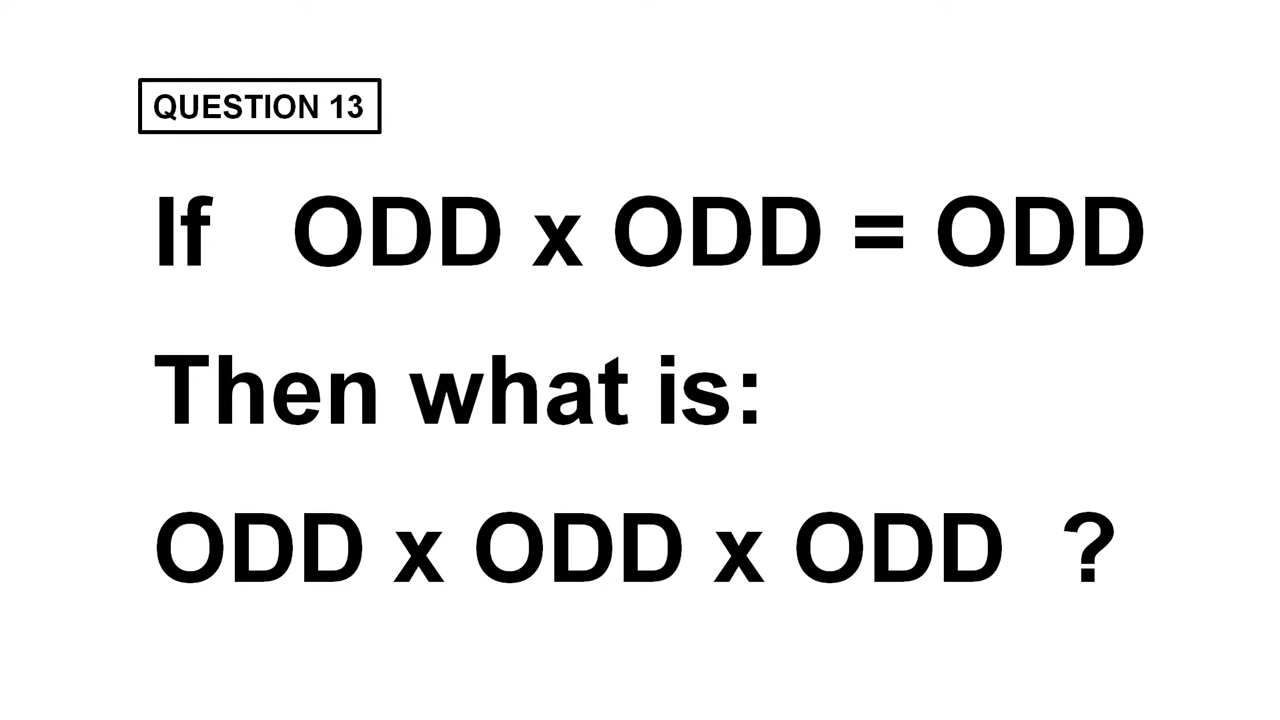 QUESTION 13
If ODD x ODD = ODD
Then what is:
ODD x ODD x ODD ?